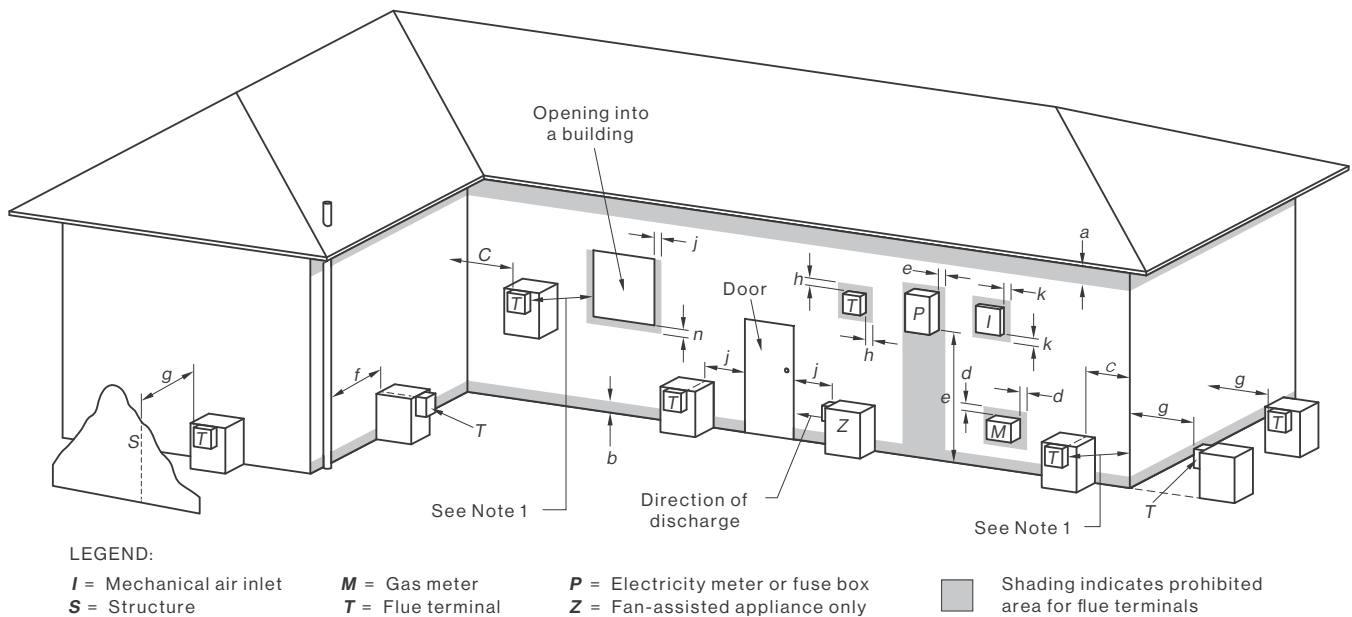 Opening into
a building
a
j
C
e
k
h
Door
T
T
P
I
n
h
k
j
j
d
c
g
f
d
e
g
g
T
Z
M
T
S
T
T
T
b
T
Direction of
discharge
See Note 1
See Note 1
T
LEGEND:
I = Mechanical air inlet
M = Gas meter
P = Electricity meter or fuse box
Shading indicates prohibited
area for flue terminals
S = Structure
T = Flue terminal
Z = Fan-assisted appliance only